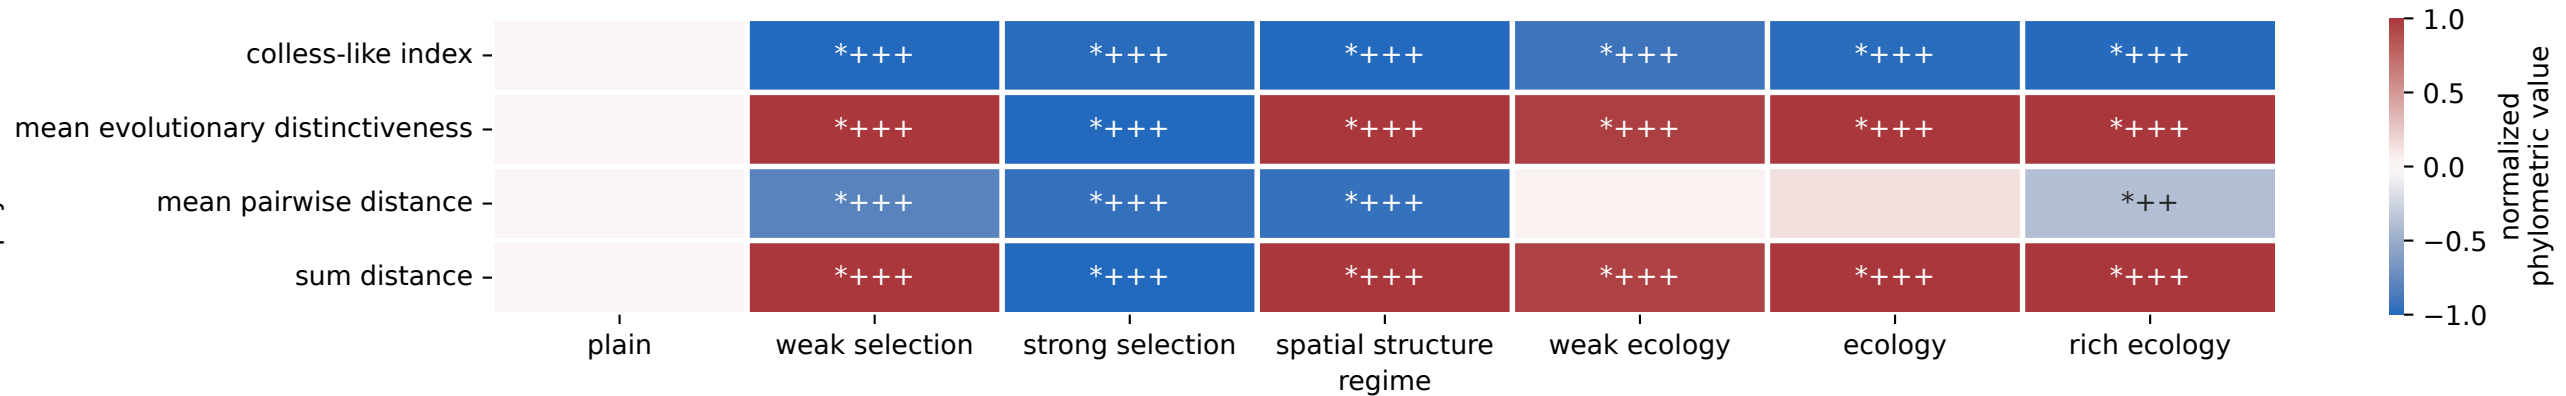 colless-like index *+++ *+++ *+++ *+++ *+++ *+++
mean evolutionary distinctiveness *+++ *+++ *+++ *+++ *+++ *+++
mean pairwise distance *+++ *+++ *+++ *++
sum distance *+++ *+++ *+++ *+++ *+++ *+++
plain weak selection strong selection spatial structure weak ecology ecology rich ecology
regime
1.0
0.5
0.0
−0.5
−1.0
normalized
phylometric value